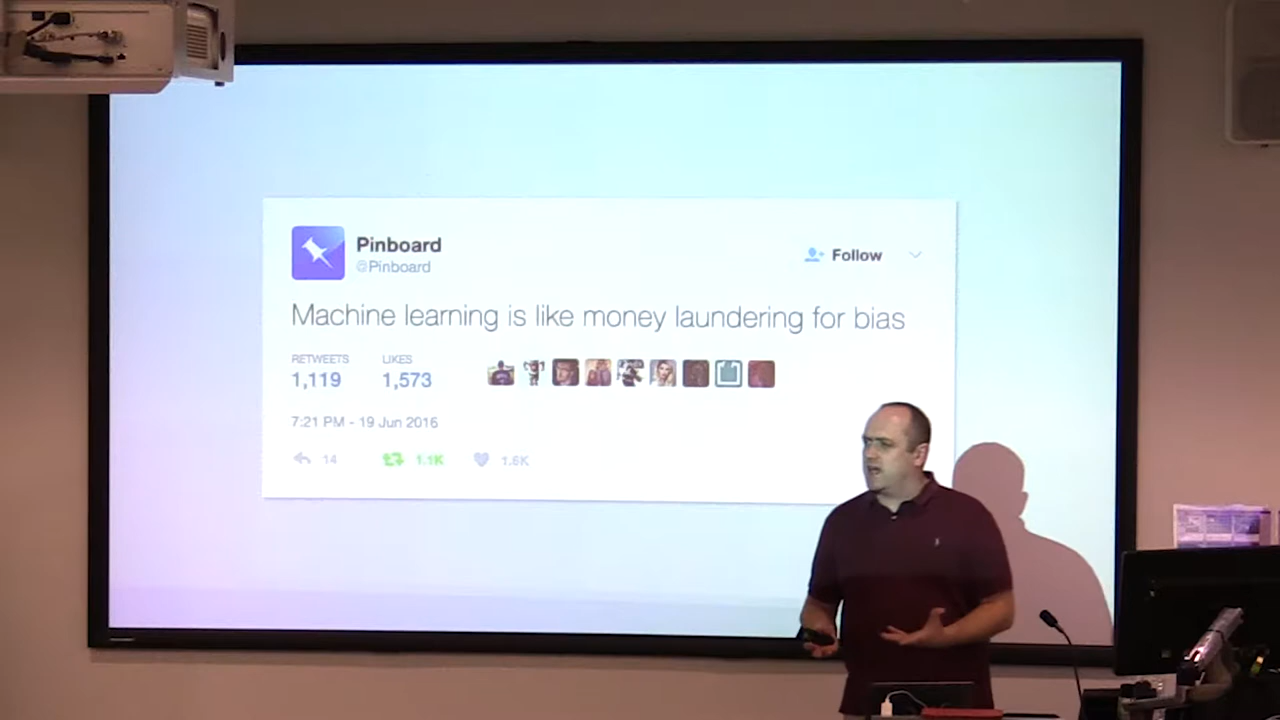 Pinboard
@Pinboard
Follow
Machine learning is like money laundering for bias
RETWEETS LIKES
1,119 1,573
7:21 PM - 19 Jun 2016
14 1.1K 1.6K